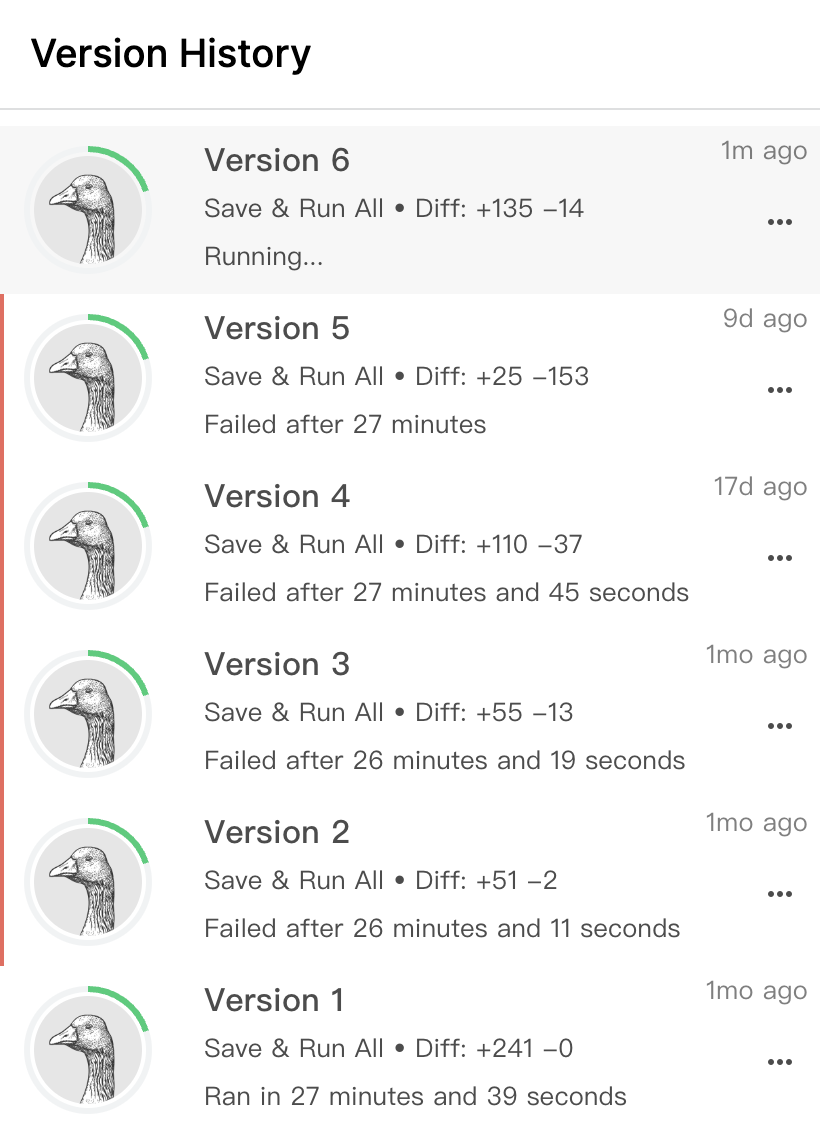 Version History
Version 6
1m ago
Save & Run All • Diff: +135 −14
Running...
Version 5
9d ago
Save & Run All • Diff: +25 −153
Failed after 27 minutes
Version 4
17d ago
Save & Run All • Diff: +110 −37
Failed after 27 minutes and 45 seconds
Version 3
1mo ago
Save & Run All • Diff: +55 −13
Failed after 26 minutes and 19 seconds
Version 2
1mo ago
Save & Run All • Diff: +51 −2
Failed after 26 minutes and 11 seconds
Version 1
1mo ago
Save & Run All • Diff: +241 −0
Ran in 27 minutes and 39 seconds